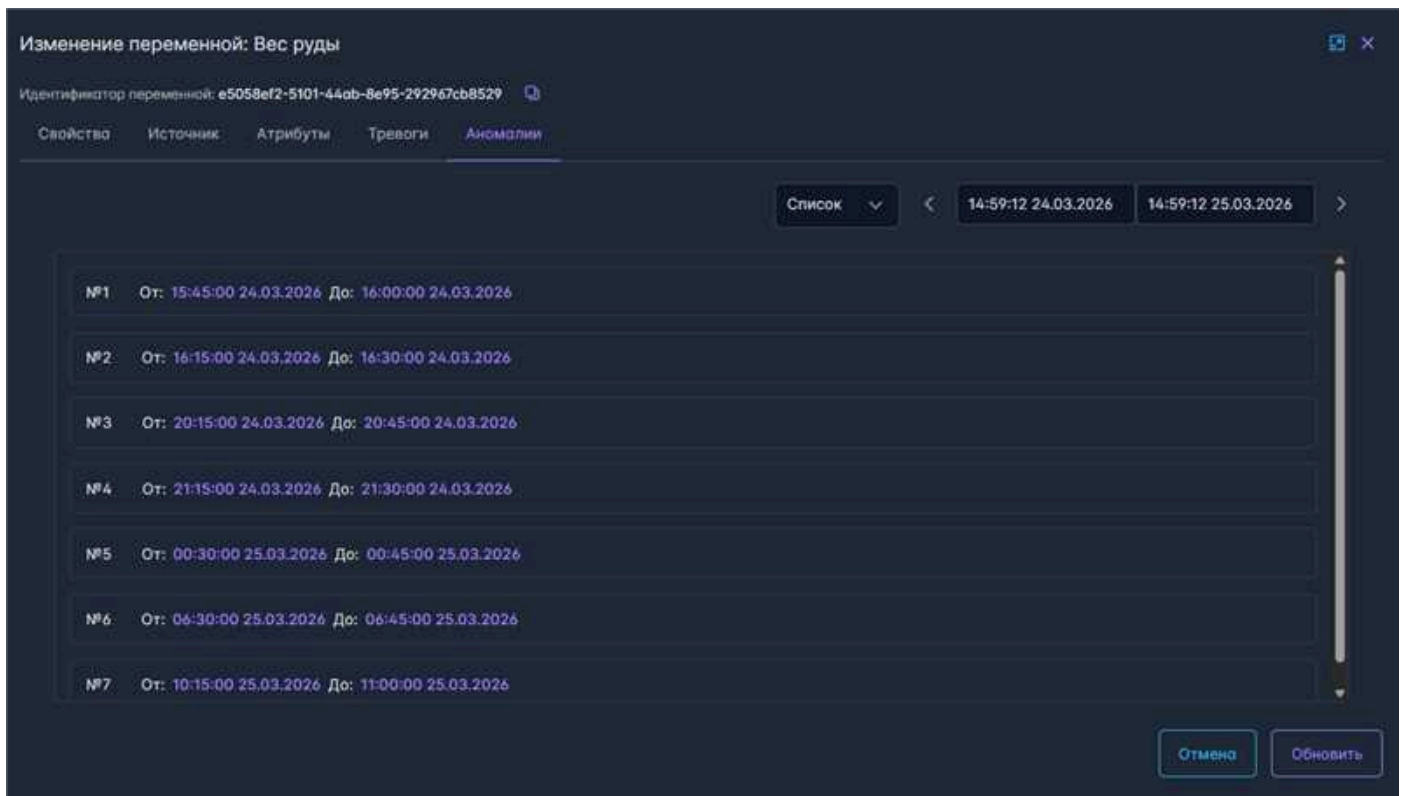 Изменение переменной: Вес руды
Идентификатор переменной: e5058ef2-5101-44ab-8e95-292967cb8529
Свойства Источник Атрибуты Тревоги Аномалии
Список 14:59:12 24.03.2026 14:59:12 25.03.2026
№1 От: 15:45:00 24.03.2026 До: 16:00:00 24.03.2026
№2 От: 16:15:00 24.03.2026 До: 16:30:00 24.03.2026
№3 От: 20:15:00 24.03.2026 До: 20:45:00 24.03.2026
№4 От: 21:15:00 24.03.2026 До: 21:30:00 24.03.2026
№5 От: 00:30:00 25.03.2026 До: 00:45:00 25.03.2026
№6 От: 06:30:00 25.03.2026 До: 06:45:00 25.03.2026
№7 От: 10:15:00 25.03.2026 До: 11:00:00 25.03.2026
Отмена Обновить